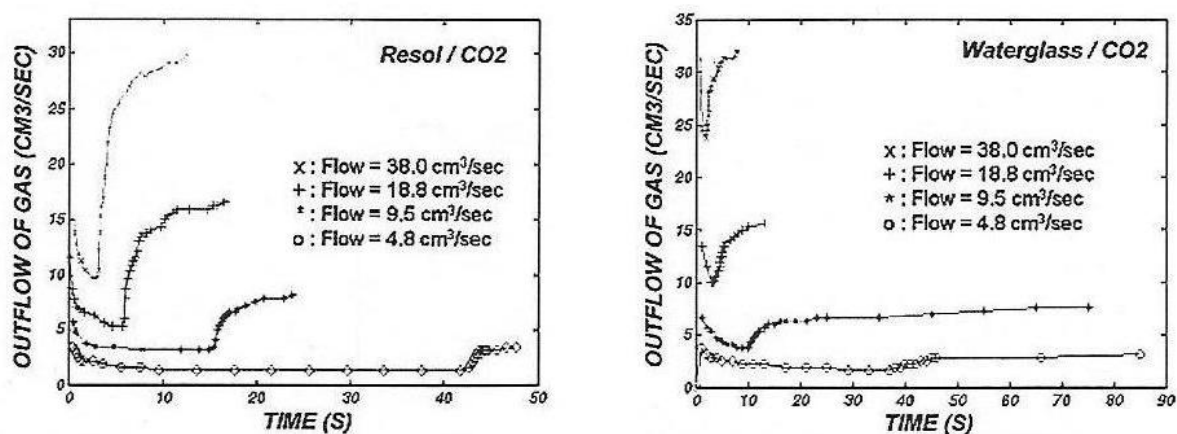 Resol / CO2
OUTFLOW OF GAS (CM3/SEC)
30
25
20
15
10
5
0
x : Flow = 38.0 cm³/sec
+ : Flow = 18.8 cm³/sec
* : Flow = 9.5 cm³/sec
o : Flow = 4.8 cm³/sec
0 10 20 30 40 50
TIME (S)
Waterglass / CO2
OUTFLOW OF GAS (CM3/SEC)
35
30
25
20
15
10
5
0
x : Flow = 38.0 cm³/sec
+ : Flow = 18.8 cm³/sec
* : Flow = 9.5 cm³/sec
o : Flow = 4.8 cm³/sec
0 10 20 30 40 50 60 70 80 90
TIME (S)